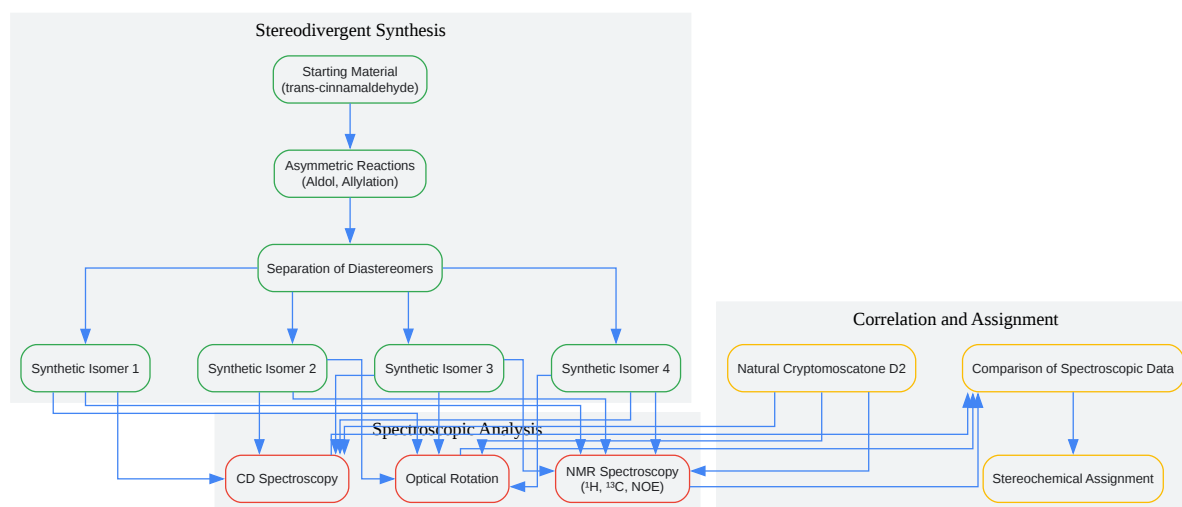 Stereodivergent Synthesis
Starting Material
(trans-cinnamaldehyde)
Asymmetric Reactions
(Aldol, Allylation)
Separation of Diastereomers
Synthetic Isomer 1
Synthetic Isomer 2
Synthetic Isomer 3
Synthetic Isomer 4
Correlation and Assignment
Natural Cryptomoscatone D2
Comparison of Spectroscopic Data
Spectroscopic Analysis
CD Spectroscopy
Optical Rotation
NMR Spectroscopy
(¹H, ¹³C, NOE)
Stereochemical Assignment